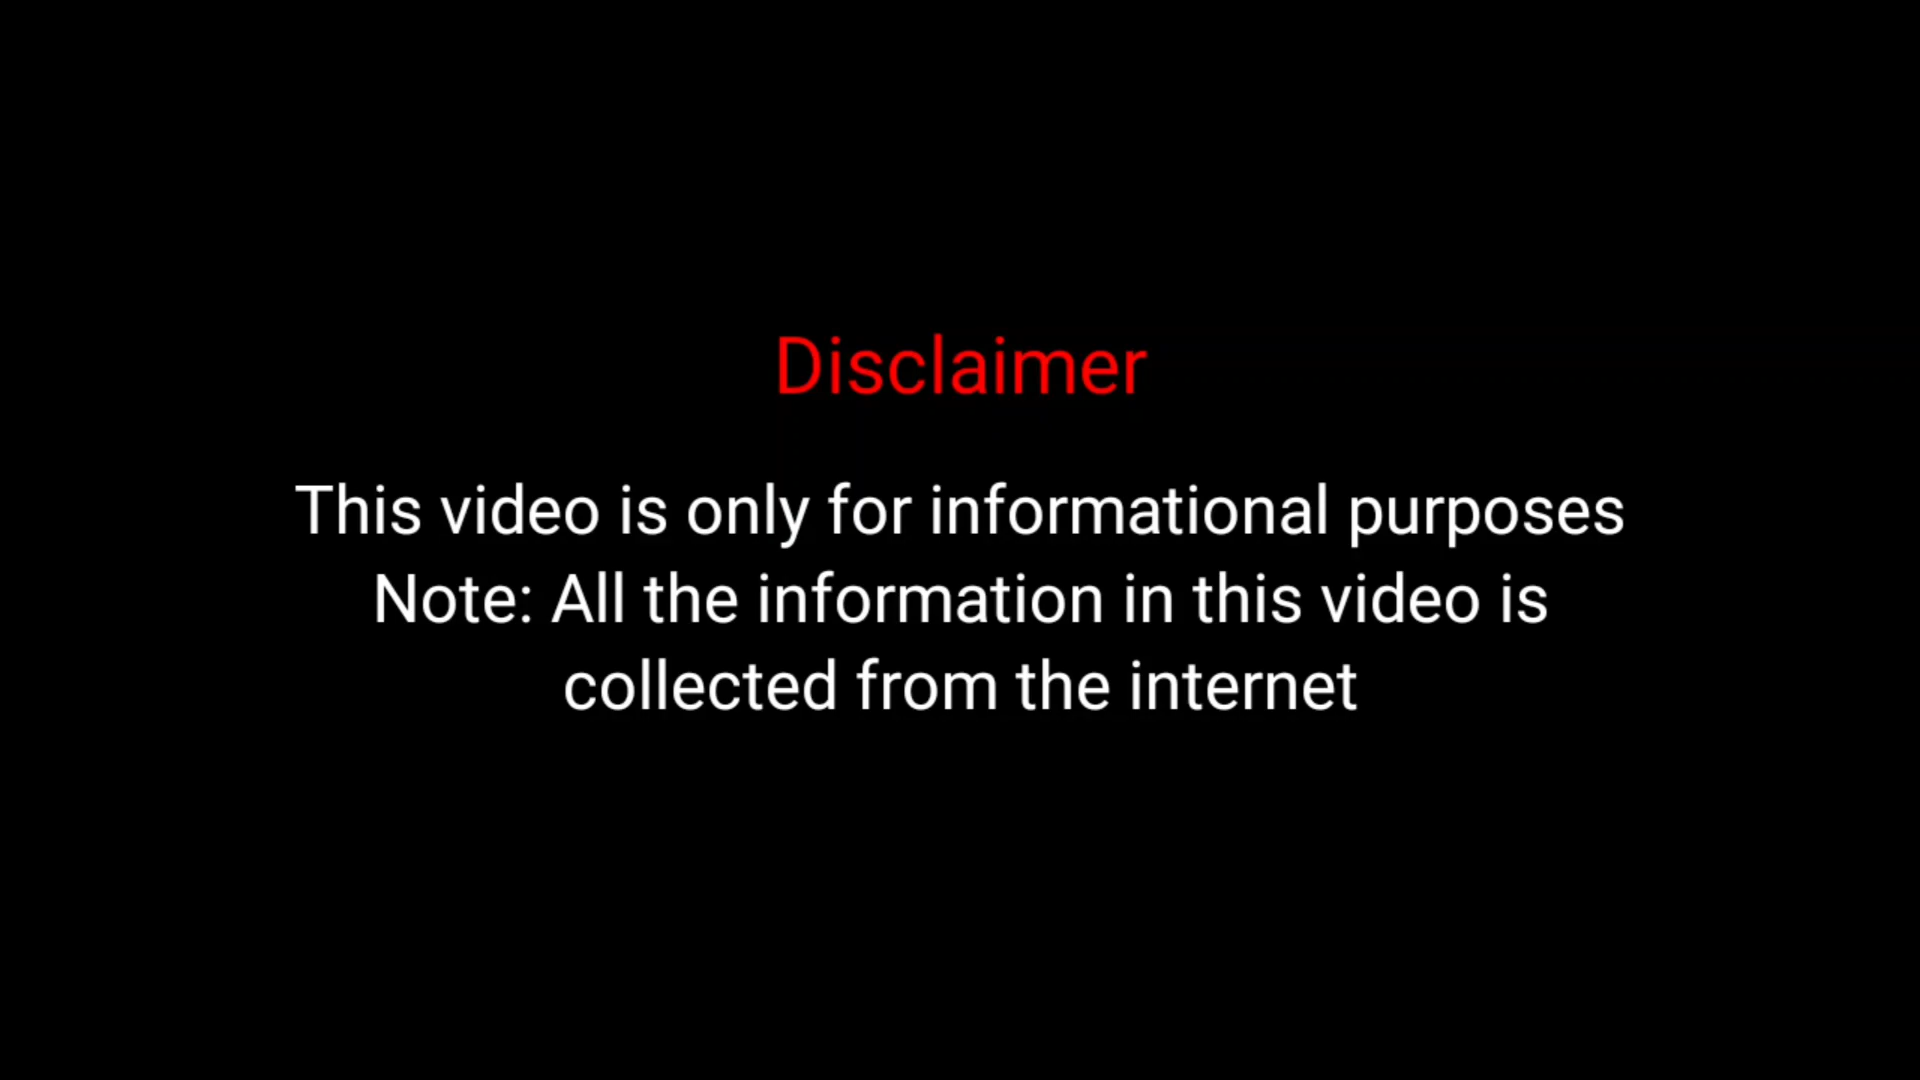 Disclaimer
This video is only for informational purposes
Note: All the information in this video is
collected from the internet